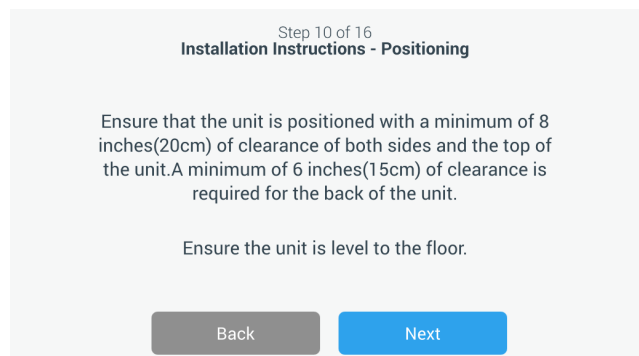 Step 10 of 16
Installation Instructions - Positioning
Ensure that the unit is positioned with a minimum of 8
inches(20cm) of clearance of both sides and the top of
the unit.A minimum of 6 inches(15cm) of clearance is
required for the back of the unit.
Ensure the unit is level to the floor.
Back
Next